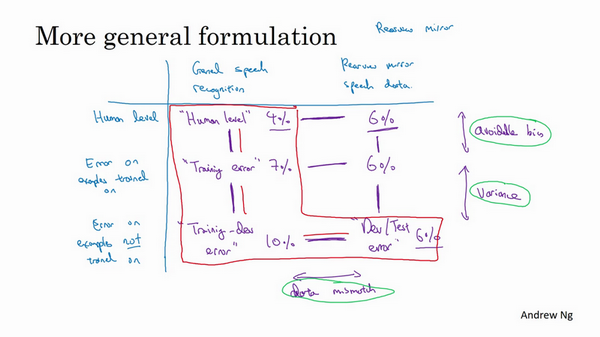 More general formulation
Rearview mirror
General speech
recognition
Rearview mirror
speech data.
Human level
"Human level" 4%
6%
Error on
examples trained
on
"Training error" 7%
6%
Error on
examples not
trained on
"Training-dev
error" 10%
"Dev/Test
error" 6%
avoidable bias
Variance
data mismatch
Andrew Ng